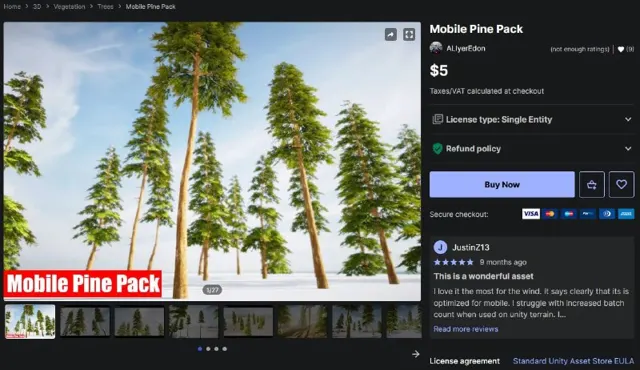 Home > 3D > Vegetation > Trees > Mobile Pine Pack
Mobile Pine Pack
1/27
Mobile Pine Pack
(not enough ratings) | (9)
$5
Taxes/VAT calculated at checkout
License type: Single Entity
Refund policy
Buy Now
Secure checkout:
VISA
J JustinZ13
9 months ago
This is a wonderful asset
I love it the most for the wind. it says clearly that its is
optimized for mobile. I struggle with increased batch
count when used on unity terrain. I...
Read more reviews
License agreement Standard Unity Asset Store EULA